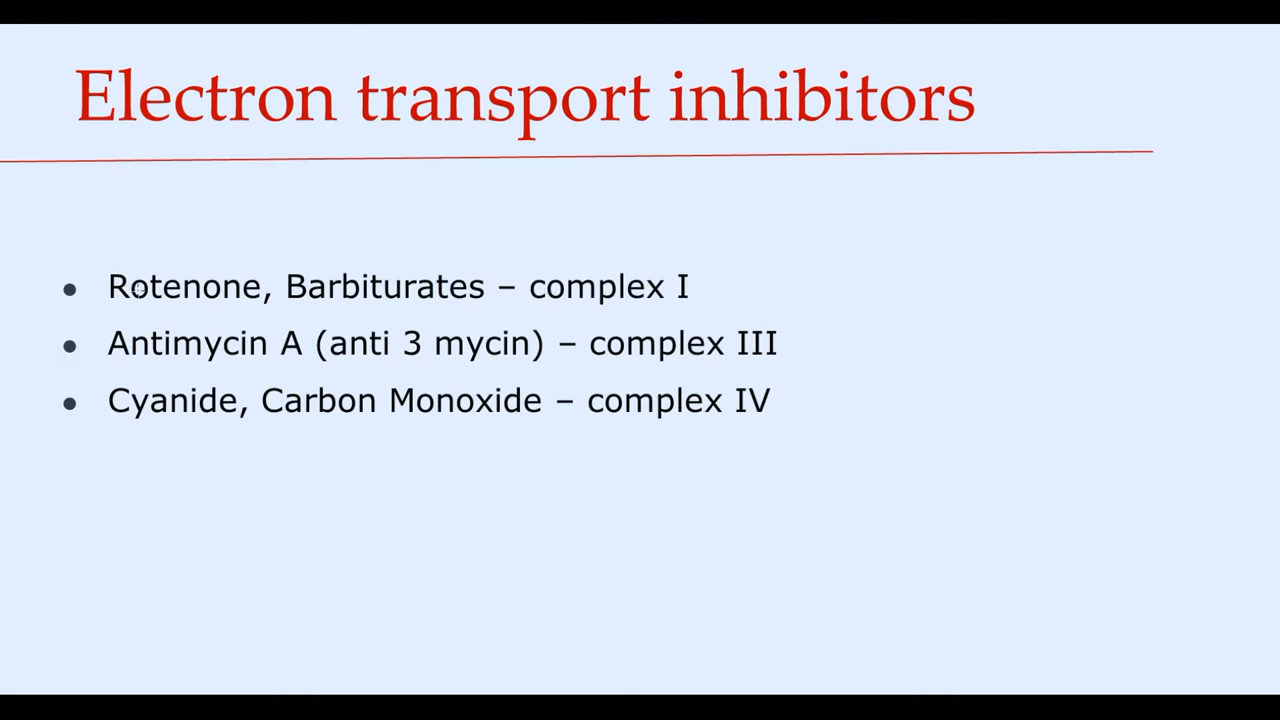 Electron transport inhibitors
Rotenone, Barbiturates – complex I
Antimycin A (anti 3 mycin) – complex III
Cyanide, Carbon Monoxide – complex IV